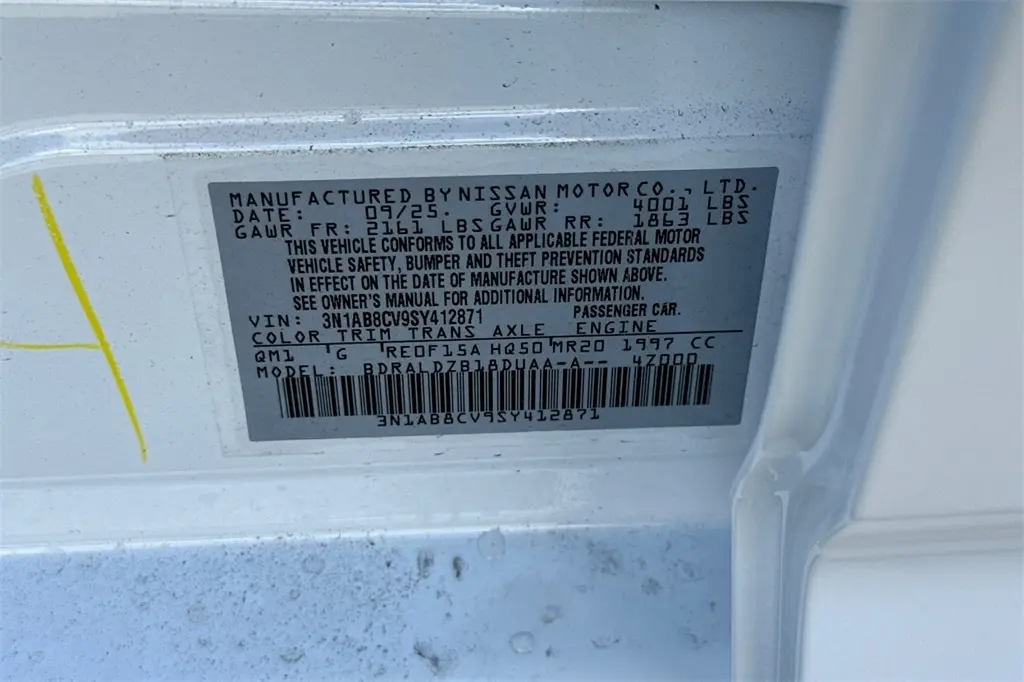 MANUFACTURED BY NISSAN MOTOR CO., LTD.
DATE: 09/25. GVWR: 4001 LBS
GAWR FR: 2161 LBS GAWR RR: 1863 LBS
THIS VEHICLE CONFORMS TO ALL APPLICABLE FEDERAL MOTOR
VEHICLE SAFETY, BUMPER AND THEFT PREVENTION STANDARDS
IN EFFECT ON THE DATE OF MANUFACTURE SHOWN ABOVE.
SEE OWNER'S MANUAL FOR ADDITIONAL INFORMATION.
VIN: 3N1AB8CV9SY412871 PASSENGER CAR.
COLOR TRIM TRANS AXLE ENGINE
QM1 G RE0F15A HQ50 MR20 1997 CC
MODEL: BDRALDZB18DUAA-A-- 47000
3N1AB8CV9SY412871